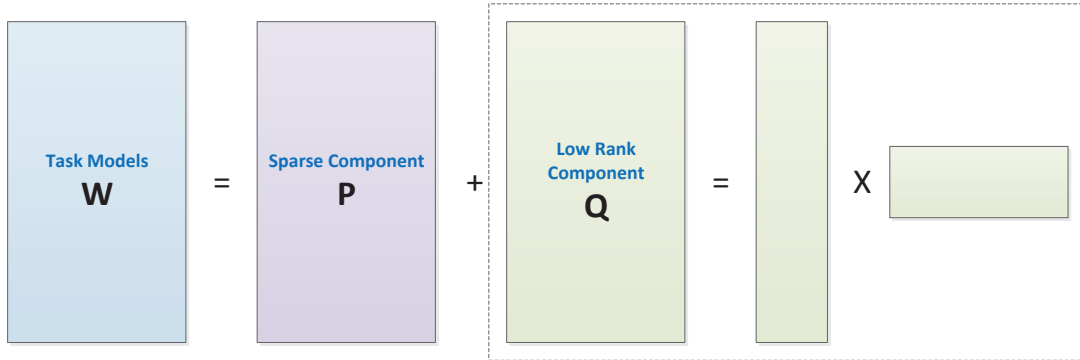 Task Models
W
=
Sparse Component
P
+
Low Rank
Component
Q
=
X